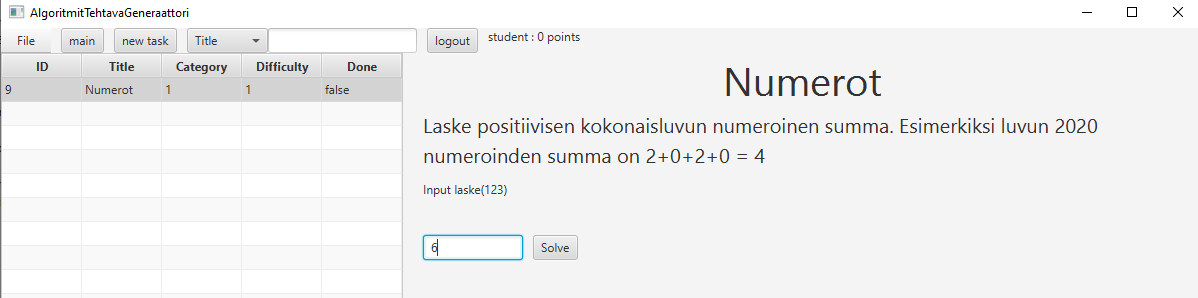 AlgoritmitTehtavaGeneraattori
File main new task Title logout student : 0 points
ID Title Category Difficulty Done
9 Numerot 1 1 false
Numerot
Laske positiivisen kokonaisluvun numeroinen summa. Esimerkiksi luvun 2020
numeroinden summa on 2+0+2+0 = 4
Input laske(123)
6 Solve